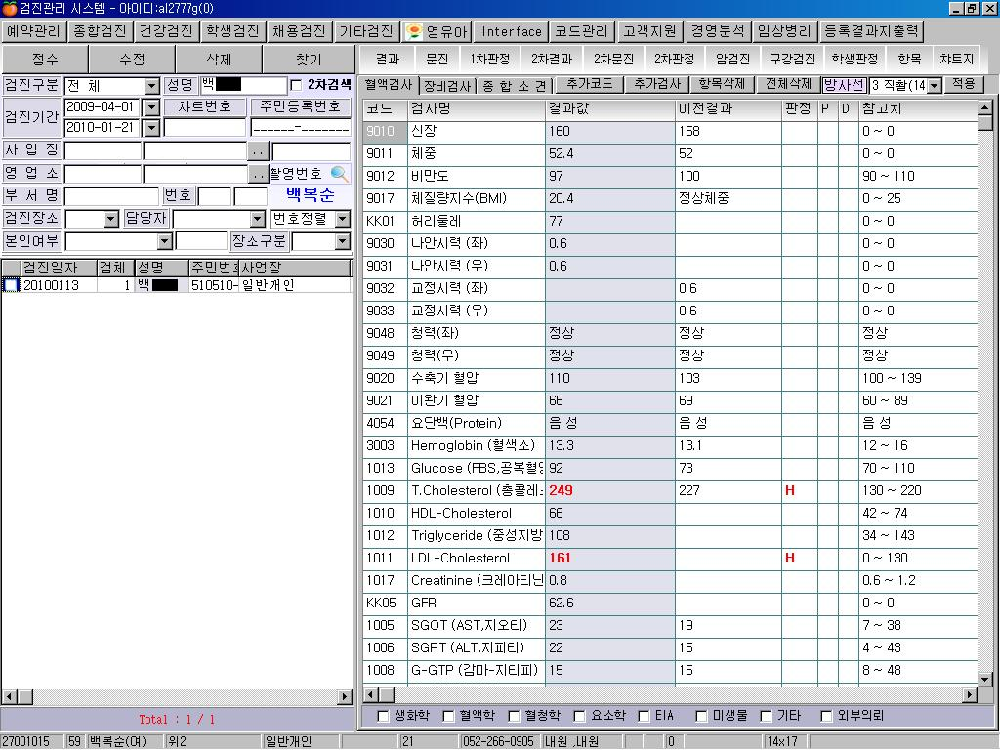 검진관리 시스템 - 아이디:al2777g(0)
예약관리 종합검진 건강검진 학생검진 채용검진 기타검진 영유아 Interface 코드관리 고객지원 경영분석 임상병리 등록결과지출력
접수 수정 삭제 찾기
결과 문진 1차판정 2차결과 2차문진 2차판정 암검진 구강검진 학생판정 항목 챠트지
검진구분 전 체 성명 백 2차검색
검진기간 2009-04-01 챠트번호 주민등록번호
2010-01-21 ______-_______
사 업 장 ..
영 업 소 .. 촬영번호
부 서 명 번호 백복순
검진장소 담당자 번호정렬
본인여부 장소구분
검진일자 검체 성명 주민번호 사업장
20100113 1 백 510510- 일반개인
Total : 1 / 1
혈액검사 장비검사 종 합 소 견 추가코드 추가검사 항목삭제 전체삭제 방사선 3 직촬(14 적용
코드 검사명 결과값 이전결과 판정 P D 참고치
9010 신장 160 158 0 ~ 0
9011 체중 52.4 52 0 ~ 0
9012 비만도 97 100 90 ~ 110
9017 체질량지수(BMI) 20.4 정상체중 0 ~ 25
KK01 허리둘레 77
9030 나안시력 (좌) 0.6 0 ~ 0
9031 나안시력 (우) 0.6 0 ~ 0
9032 교정시력 (좌) 0.6 0 ~ 0
9033 교정시력 (우) 0.6 0 ~ 0
9048 청력(좌) 정상 정상 정상
9049 청력(우) 정상 정상 정상
9020 수축기 혈압 110 103 100 ~ 139
9021 이완기 혈압 66 69 60 ~ 89
4054 요단백(Protein) 음 성 음 성 음 성
3003 Hemoglobin (혈색소) 13.3 13.1 12 ~ 16
1013 Glucose (FBS,공복혈 92 73 70 ~ 110
1009 T.Cholesterol (총콜레 249 227 H 130 ~ 220
1010 HDL-Cholesterol 66 42 ~ 74
1012 Triglyceride (중성지방 108 34 ~ 143
1011 LDL-Cholesterol 161 H 0 ~ 130
1017 Creatinine (크레아티닌 0.8 0.6 ~ 1.2
KK05 GFR 62.6 0 ~ 0
1005 SGOT (AST,지오티) 23 19 7 ~ 38
1006 SGPT (ALT,지피티) 22 15 4 ~ 43
1008 G-GTP (감마-지티피) 15 15 8 ~ 48
생화학 혈액학 혈청학 요소학 EIA 미생물 기타 외부의뢰
27001015 59 백복순(여) 위2 일반개인 21 052-266-0905 내원 .내원 0 14x17